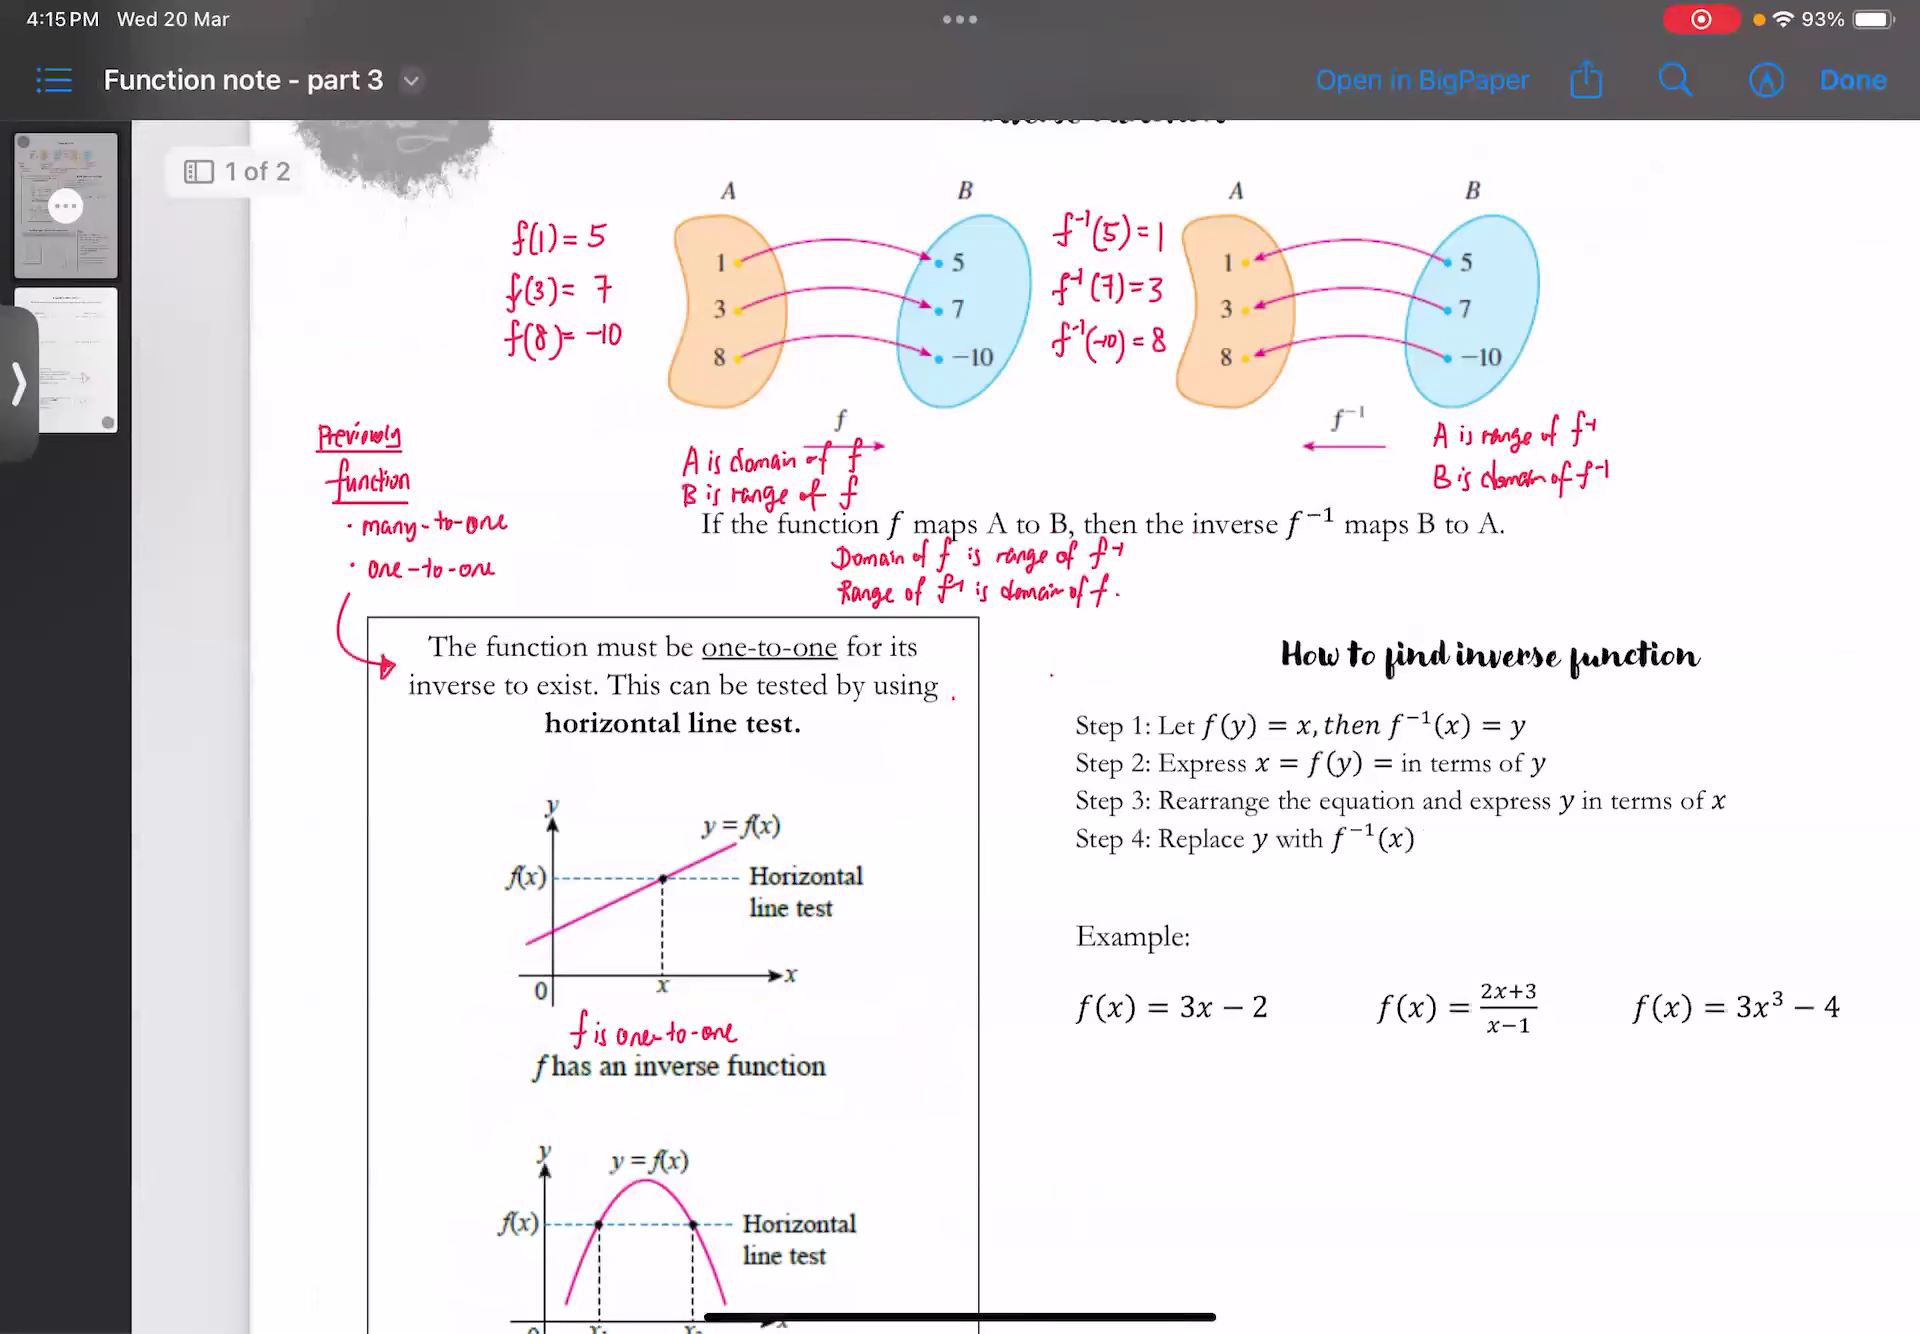 4:15 PM Wed 20 Mar
93%
Function note - part 3
Open in BigPaper
Done
1 of 2
A B A B
f(1) = 5
f(3) = 7
f(8) = -10
1 5
3 7
8 −10
f
f⁻¹(5) = 1
f⁻¹(7) = 3
f⁻¹(-10) = 8
1 5
3 7
8 −10
f⁻¹
A is domain of f
B is range of f
A is range of f⁻¹
B is domain of f⁻¹
If the function f maps A to B, then the inverse f⁻¹ maps B to A.
Domain of f is range of f⁻¹
Range of f⁻¹ is domain of f.
Previously
function
· many-to-one
· one-to-one
The function must be one-to-one for its
inverse to exist. This can be tested by using
horizontal line test.
y
y = f(x)
f(x)
Horizontal
line test
0 x x
f is one-to-one
f has an inverse function
y
y = f(x)
f(x)
Horizontal
line test
How to find inverse function
Step 1: Let f(y) = x, then f⁻¹(x) = y
Step 2: Express x = f(y) = in terms of y
Step 3: Rearrange the equation and express y in terms of x
Step 4: Replace y with f⁻¹(x)
Example:
f(x) = 3x − 2 f(x) = (2x+3)/(x−1) f(x) = 3x³ − 4